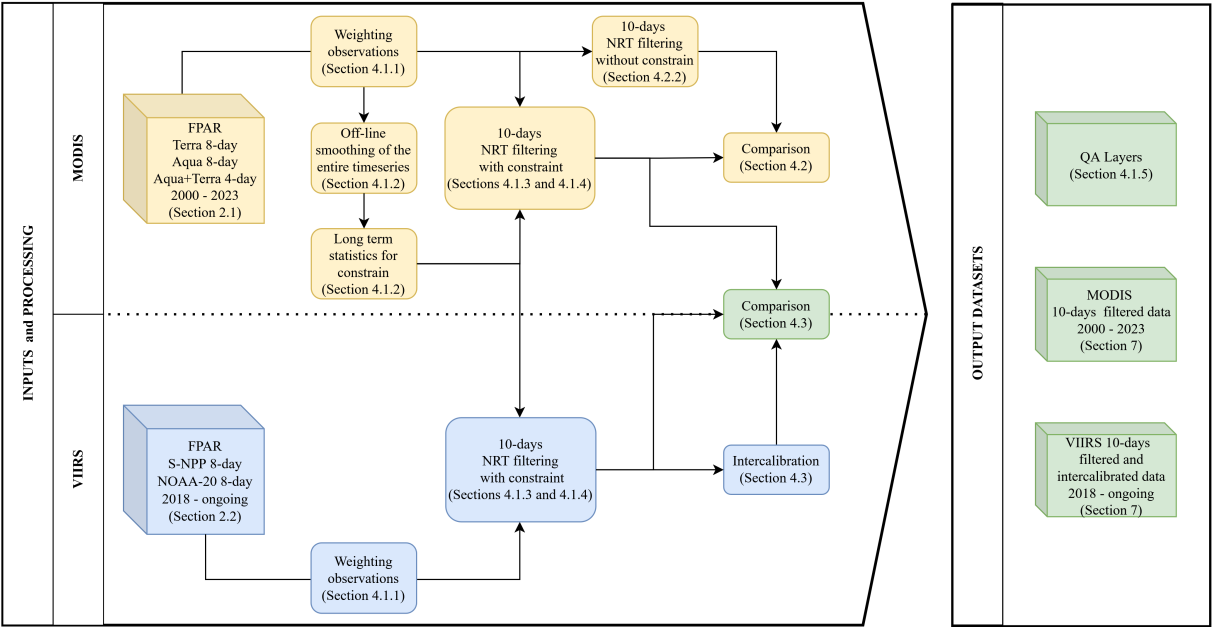 INPUTS and PROCESSING
MODIS
FPAR
Terra 8-day
Aqua 8-day
Aqua+Terra 4-day
2000 - 2023
(Section 2.1)
Weighting
observations
(Section 4.1.1)
Off-line
smoothing of the
entire timeseries
(Section 4.1.2)
Long term
statistics for
constrain
(Section 4.1.2)
10-days
NRT filtering
with constraint
(Sections 4.1.3 and 4.1.4)
10-days
NRT filtering
without constrain
(Section 4.2.2)
Comparison
(Section 4.2)
Comparison
(Section 4.3)
VIIRS
FPAR
S-NPP 8-day
NOAA-20 8-day
2018 - ongoing
(Section 2.2)
Weighting
observations
(Section 4.1.1)
10-days
NRT filtering
with constraint
(Sections 4.1.3 and 4.1.4)
Intercalibration
(Section 4.3)
OUTPUT DATASETS
QA Layers
(Section 4.1.5)
MODIS
10-days filtered data
2000 - 2023
(Section 7)
VIIRS 10-days
filtered and
intercalibrated data
2018 - ongoing
(Section 7)